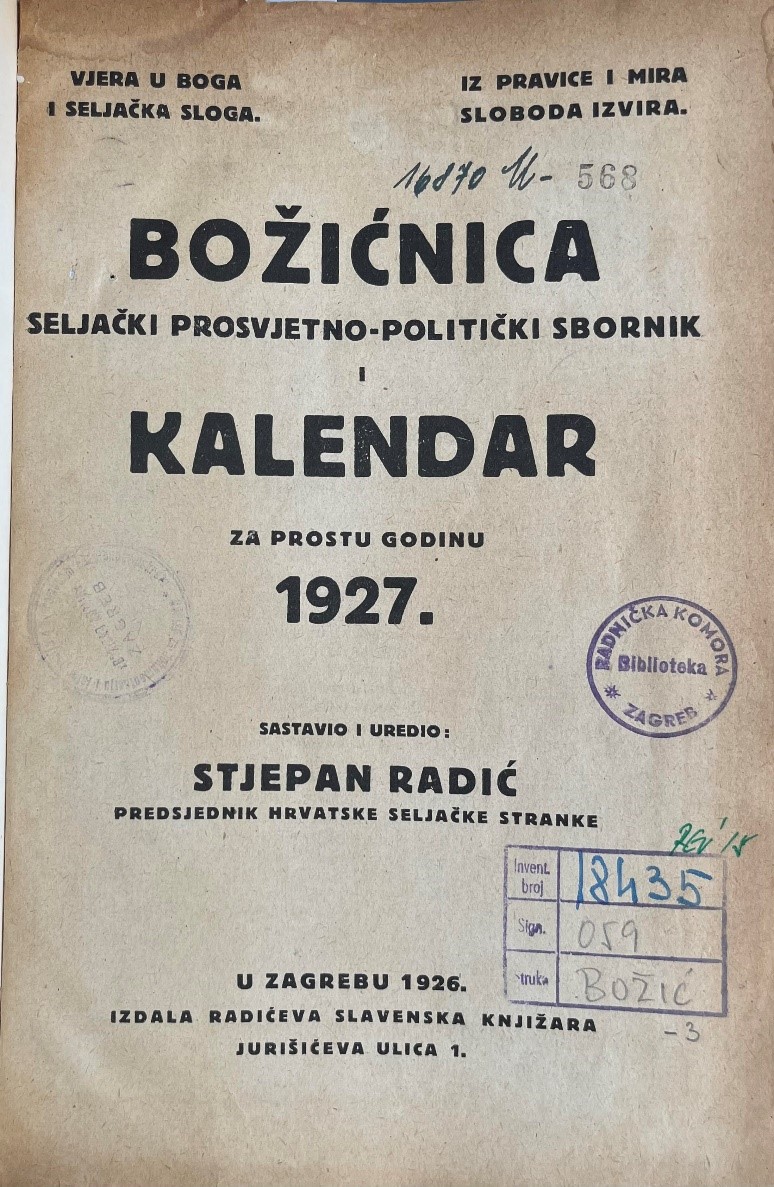 VJERA U BOGA
I SELJAČKA SLOGA.
IZ PRAVICE I MIRA
SLOBODA IZVIRA.
16870 568
BOŽIĆNICA
SELJAČKI PROSVJETNO-POLITIČKI SBORNIK
I
KALENDAR
ZA PROSTU GODINU
1927.
ZAGREB
RADNIČKA KOMORA
Biblioteka
ZAGREB
SASTAVIO I UREDIO:
STJEPAN RADIĆ
PREDSJEDNIK HRVATSKE SELJAČKE STRANKE
Invent. broj 18435
Sign. 059
struka BOŽIĆ
-3
U ZAGREBU 1926.
IZDALA RADIĆEVA SLAVENSKA KNJIŽARA
JURIŠIĆEVA ULICA 1.